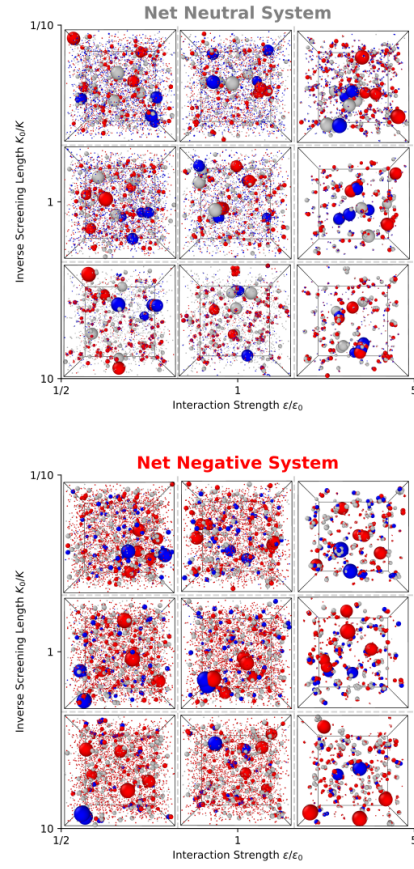 Net Neutral System
1/10
Inverse Screening Length K₀/K
1
10
1/2
1
5
Interaction Strength ε/ε₀
Net Negative System
1/10
Inverse Screening Length K₀/K
1
10
1/2
1
5
Interaction Strength ε/ε₀